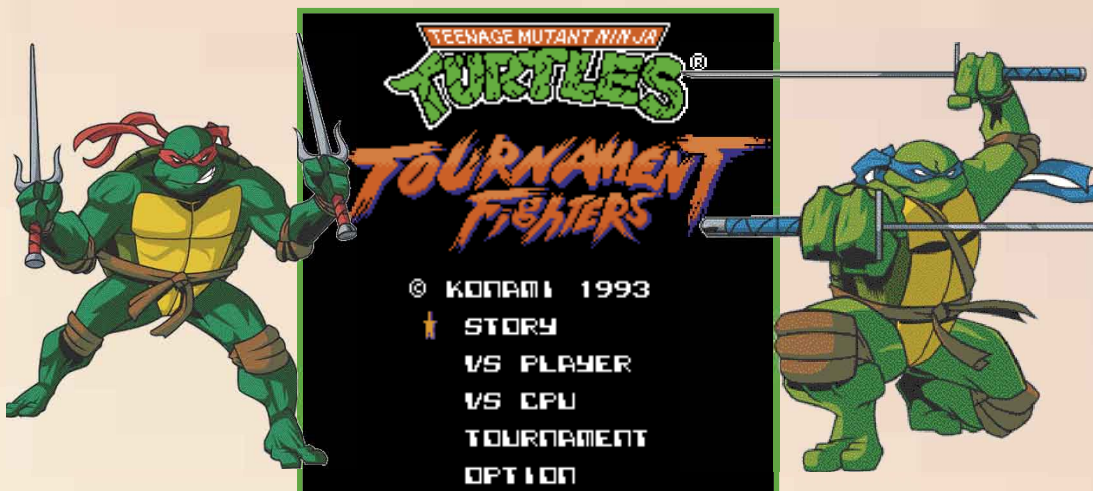 TEENAGE MUTANT NINJA
TURTLES®
TOURNAMENT
FIGHTERS
© KONAMI 1993
STORY
VS PLAYER
VS CPU
TOURNAMENT
OPTION